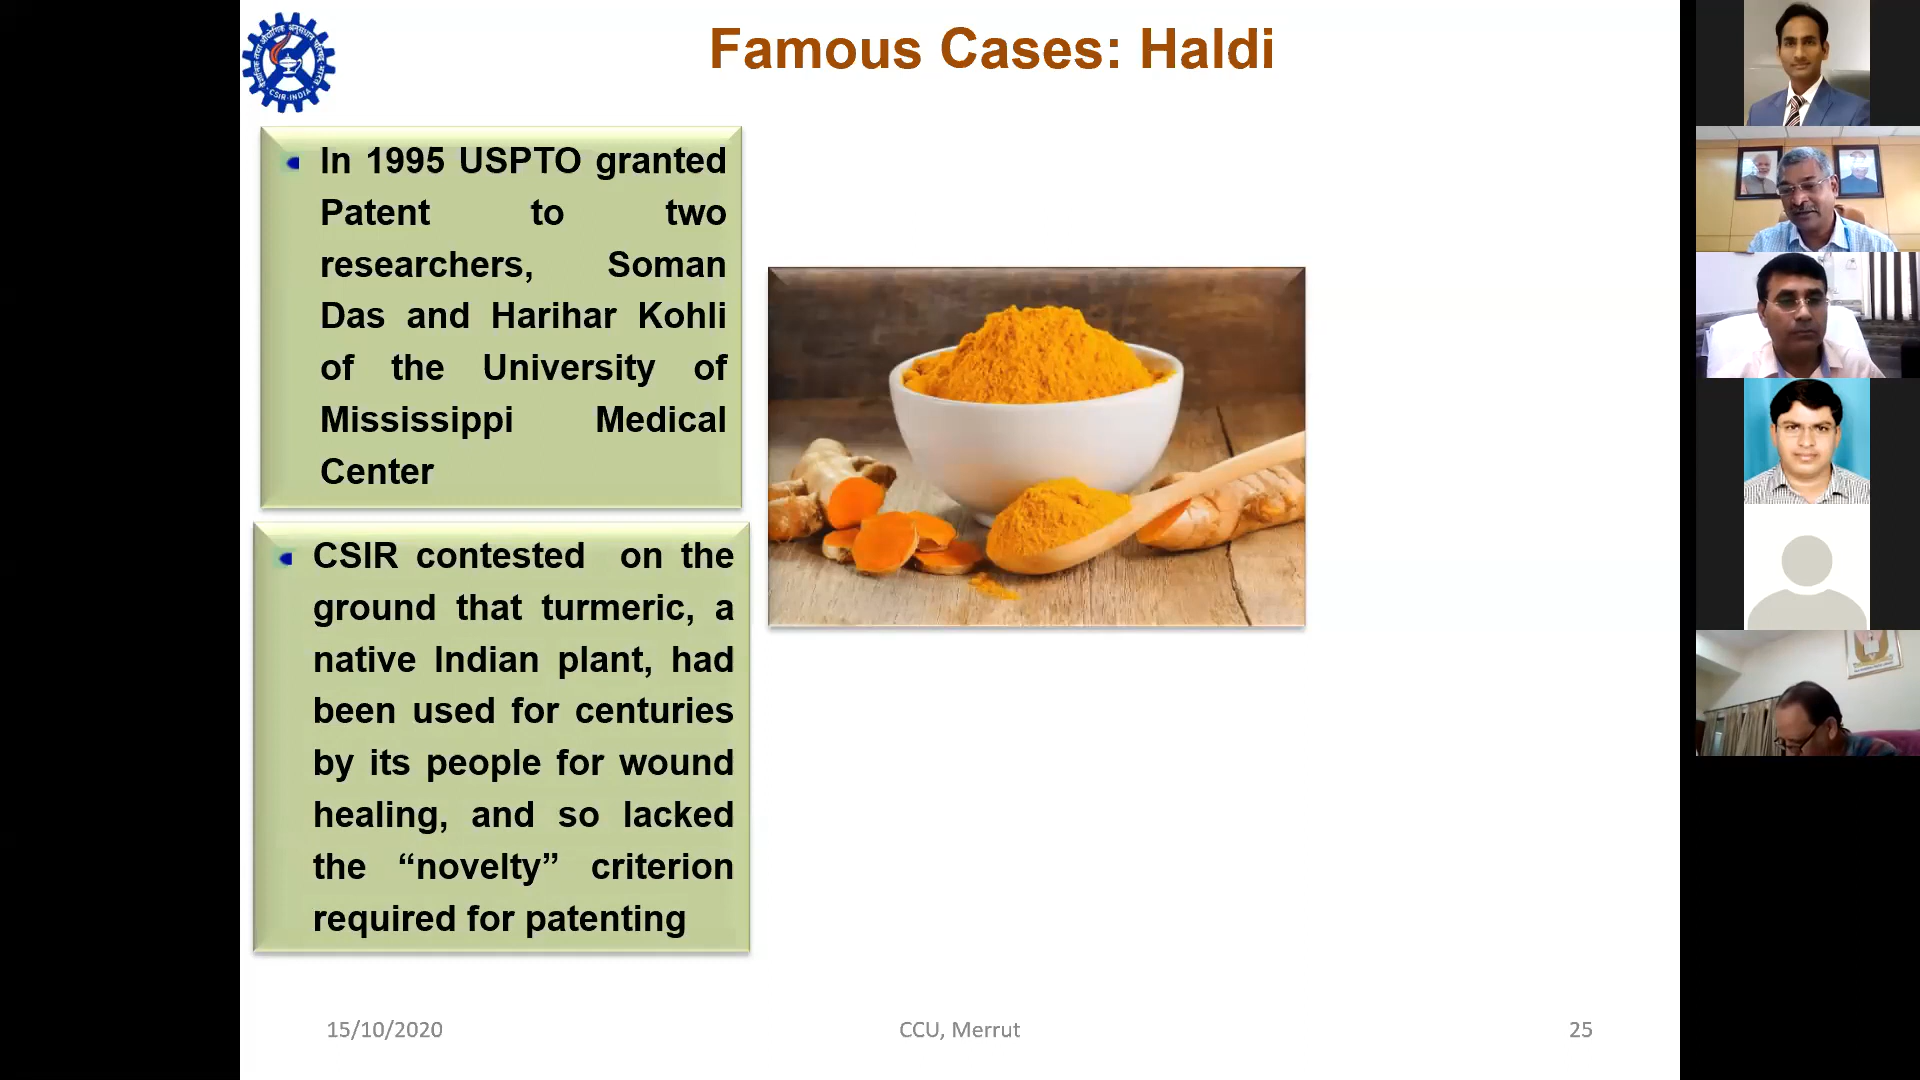 Famous Cases: Haldi
CSIR-INDIA
In 1995 USPTO granted
Patent to two
researchers, Soman
Das and Harihar Kohli
of the University of
Mississippi Medical
Center
CSIR contested on the
ground that turmeric, a
native Indian plant, had
been used for centuries
by its people for wound
healing, and so lacked
the “novelty” criterion
required for patenting
15/10/2020
CCU, Merrut
25